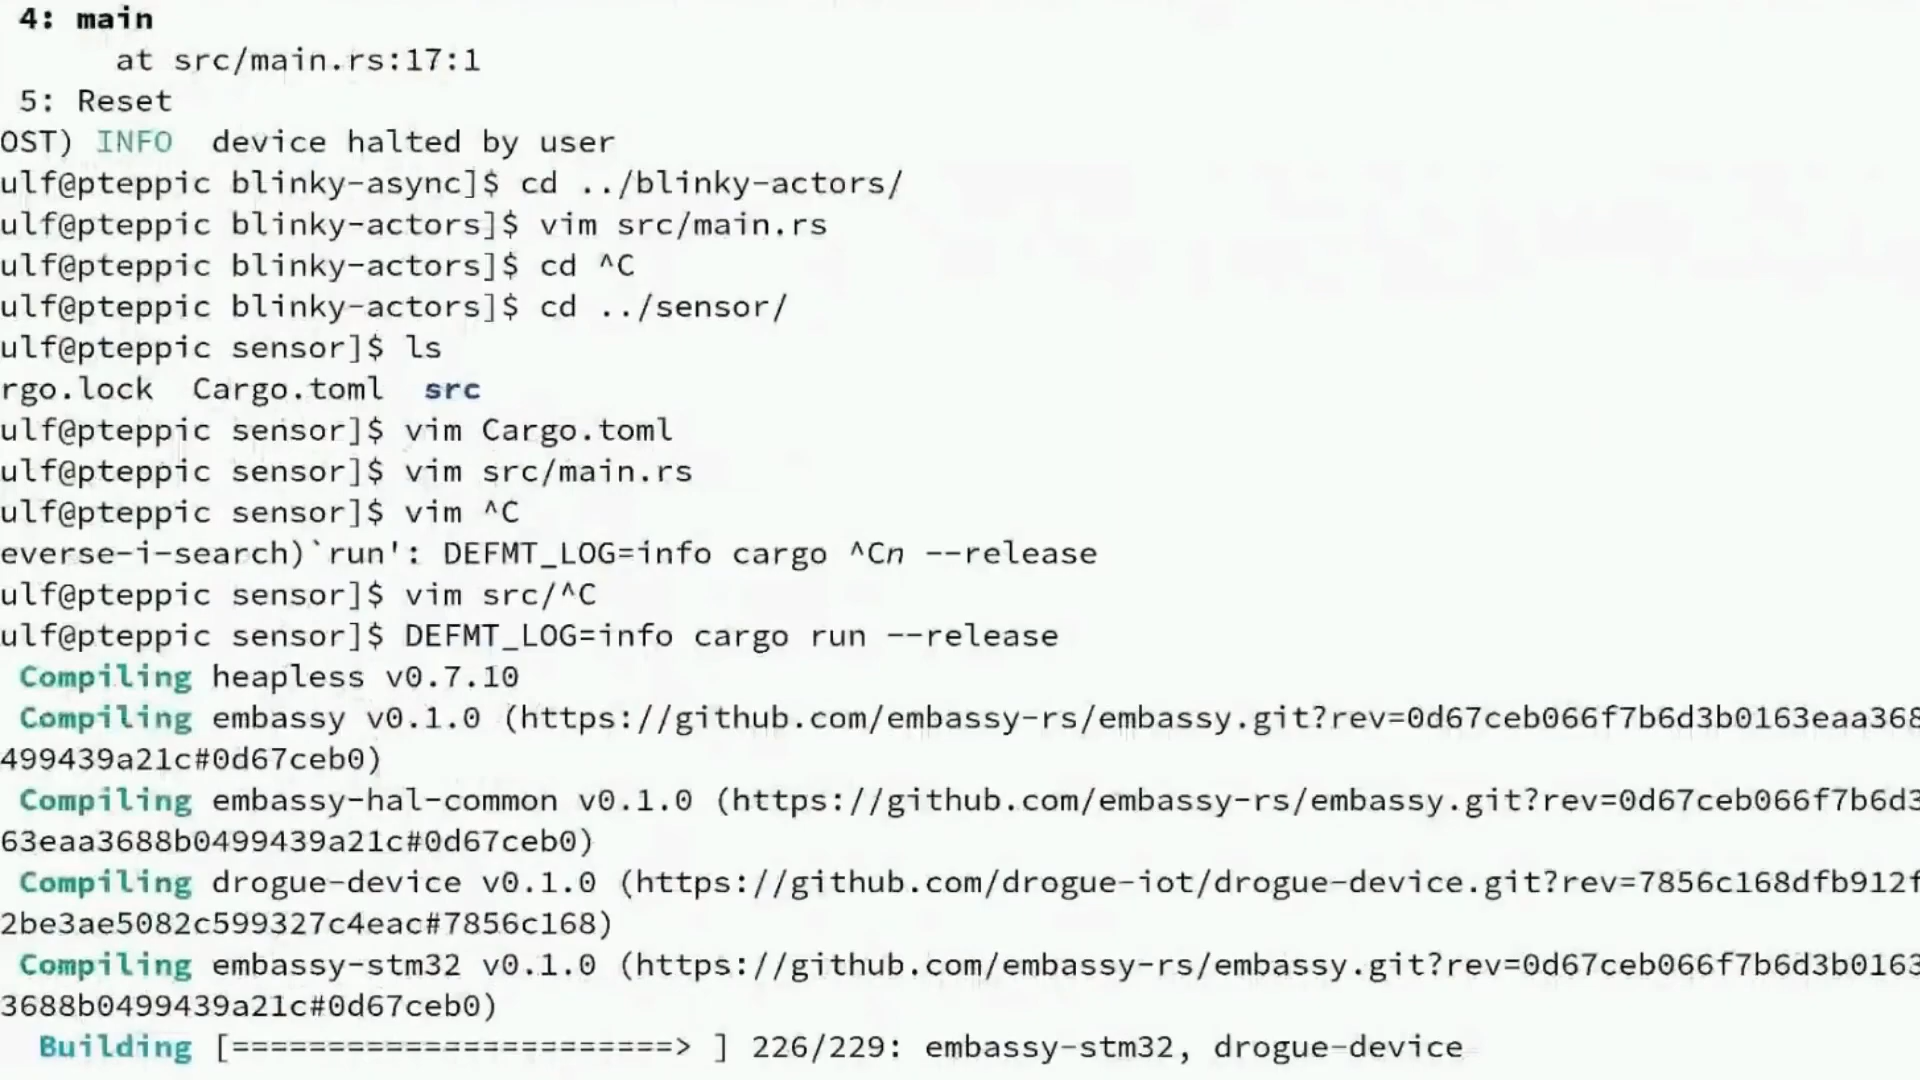 4: main
at src/main.rs:17:1
5: Reset
OST) INFO device halted by user
ulf@pteppic blinky-async]$ cd ../blinky-actors/
ulf@pteppic blinky-actors]$ vim src/main.rs
ulf@pteppic blinky-actors]$ cd ^C
ulf@pteppic blinky-actors]$ cd ../sensor/
ulf@pteppic sensor]$ ls
rgo.lock Cargo.toml src
ulf@pteppic sensor]$ vim Cargo.toml
ulf@pteppic sensor]$ vim src/main.rs
ulf@pteppic sensor]$ vim ^C
everse-i-search)`run': DEFMT_LOG=info cargo ^Cn --release
ulf@pteppic sensor]$ vim src/^C
ulf@pteppic sensor]$ DEFMT_LOG=info cargo run --release
Compiling heapless v0.7.10
Compiling embassy v0.1.0 (https://github.com/embassy-rs/embassy.git?rev=0d67ceb066f7b6d3b0163eaa368
499439a21c#0d67ceb0)
Compiling embassy-hal-common v0.1.0 (https://github.com/embassy-rs/embassy.git?rev=0d67ceb066f7b6d3
63eaa3688b0499439a21c#0d67ceb0)
Compiling drogue-device v0.1.0 (https://github.com/drogue-iot/drogue-device.git?rev=7856c168dfb912f
2be3ae5082c599327c4eac#7856c168)
Compiling embassy-stm32 v0.1.0 (https://github.com/embassy-rs/embassy.git?rev=0d67ceb066f7b6d3b0163
3688b0499439a21c#0d67ceb0)
Building [=======================> ] 226/229: embassy-stm32, drogue-device